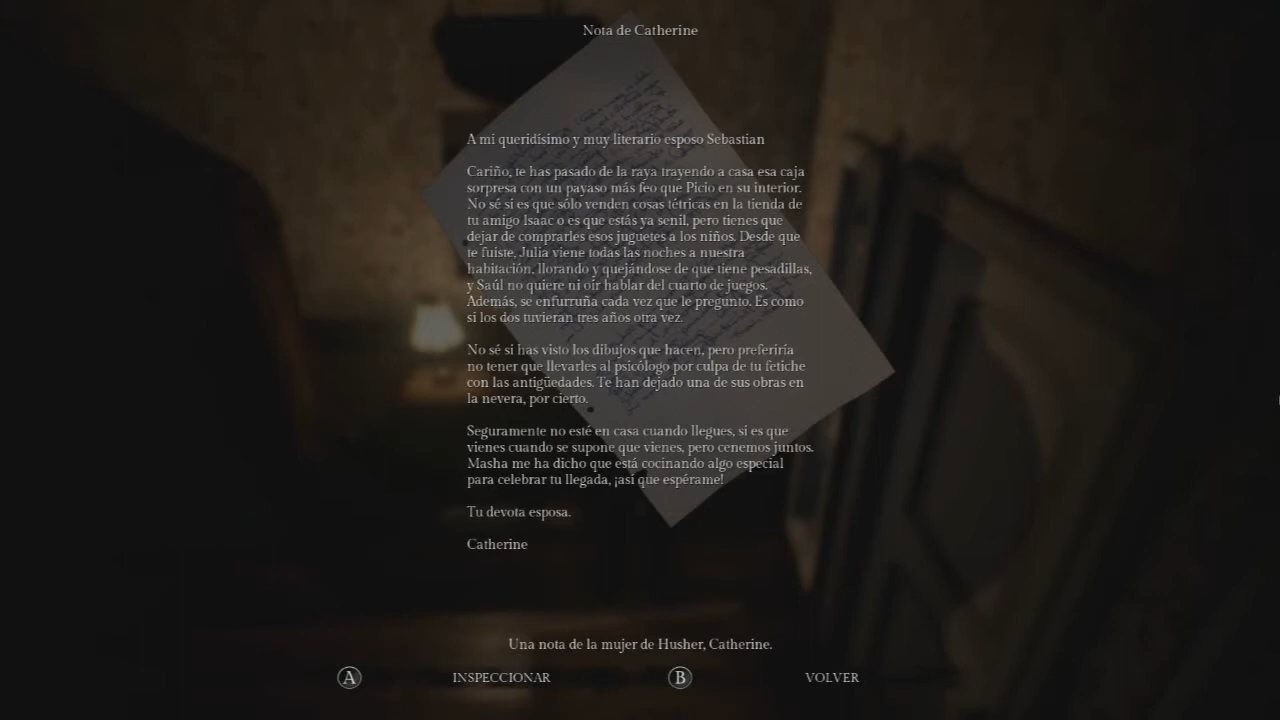 Nota de Catherine
A mi queridísimo y muy literario esposo Sebastian
Cariño, te has pasado de la raya trayendo a casa esa caja
sorpresa con un payaso más feo que Picio en su interior.
No sé si es que sólo venden cosas tétricas en la tienda de
tu amigo Isaac o es que estás ya senil, pero tienes que
dejar de comprarles esos juguetes a los niños. Desde que
te fuiste, Julia viene todas las noches a nuestra
habitación, llorando y quejándose de que tiene pesadillas,
y Saúl no quiere ni oír hablar del cuarto de juegos.
Además, se enfurruña cada vez que le pregunto. Es como
si los dos tuvieran tres años otra vez.
No sé si has visto los dibujos que hacen, pero preferiría
no tener que llevarles al psicólogo por culpa de tu fetiche
con las antigüedades. Te han dejado una de sus obras en
la nevera, por cierto.
Seguramente no esté en casa cuando llegues, si es que
vienes cuando se supone que vienes, pero cenemos juntos.
Masha me ha dicho que está cocinando algo especial
para celebrar tu llegada, ¡así que espérame!
Tu devota esposa.
Catherine
Una nota de la mujer de Husher, Catherine.
A INSPECCIONAR B VOLVER